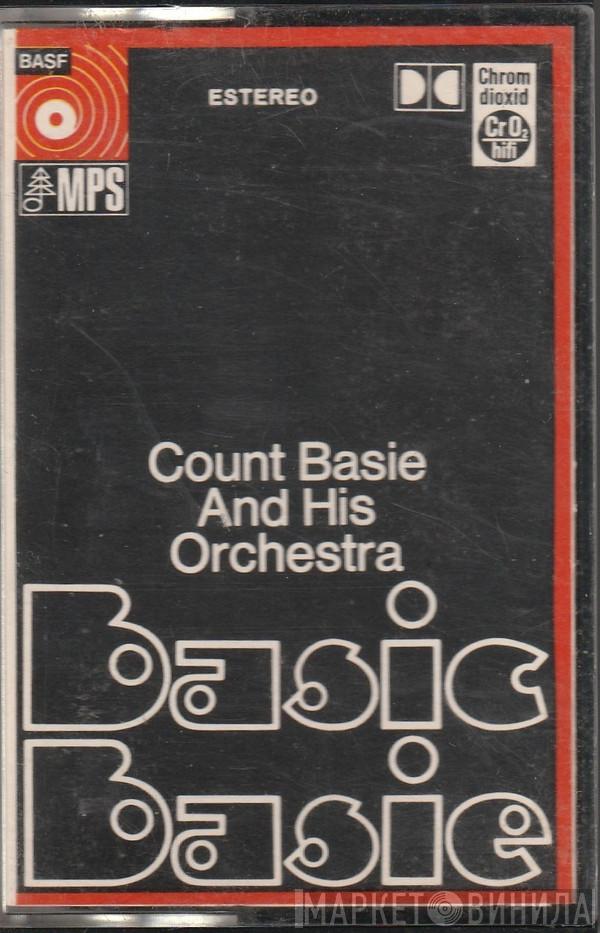 BASF
MPS
ESTEREO
Chrom
dioxid
CrO₂
hifi
Count Basie
And His
Orchestra
Basic
Basie
МАРКЕТ ВИНИЛА